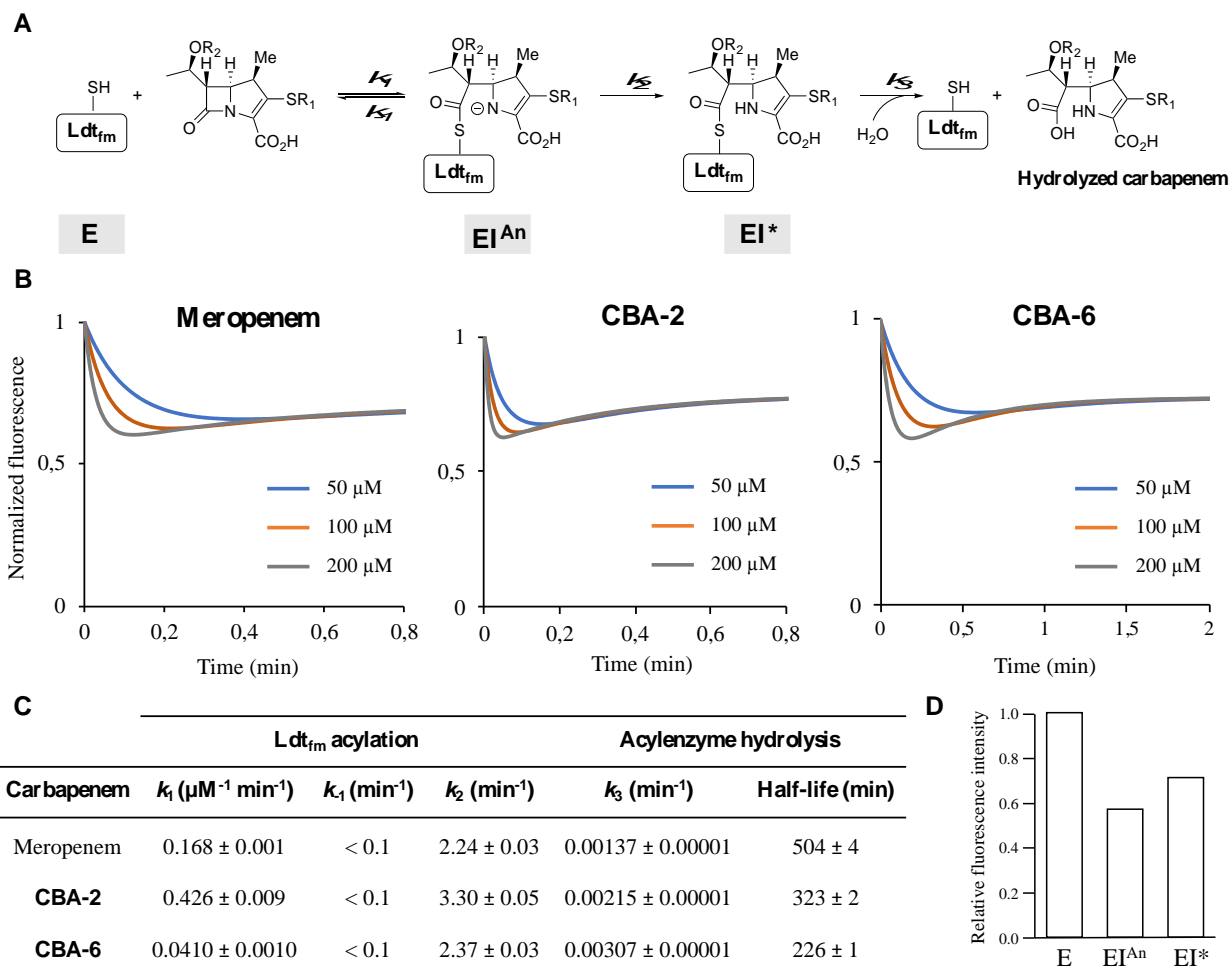 A
OR2
H H Me
SH
+
Ldtfm
O
N
SR1
CO2H
k1
k-1
OR2
H H Me
O
N
SR1
S
CO2H
Ldtfm
k2
OR2
H H Me
O
HN
SR1
S
CO2H
Ldtfm
k3
H2O
SH
+
Ldtfm
OR2
H H Me
O
HN
SR1
OH
CO2H
Hydrolyzed carbapenem
E
EIAn
EI*
B
Meropenem
Normalized fluorescence
1
0,5
0
0 0,2 0,4 0,6 0,8
Time (min)
50 µM
100 µM
200 µM
CBA-2
1
0,5
0
0 0,2 0,4 0,6 0,8
Time (min)
50 µM
100 µM
200 µM
CBA-6
1
0,5
0
0 0,5 1 1,5 2
Time (min)
50 µM
100 µM
200 µM
C
Ldtfm acylation Acylenzyme hydrolysis
Carbapenem k1 (µM-1 min-1) k-1 (min-1) k2 (min-1) k3 (min-1) Half-life (min)
Meropenem 0.168 ± 0.001 < 0.1 2.24 ± 0.03 0.00137 ± 0.00001 504 ± 4
CBA-2 0.426 ± 0.009 < 0.1 3.30 ± 0.05 0.00215 ± 0.00001 323 ± 2
CBA-6 0.0410 ± 0.0010 < 0.1 2.37 ± 0.03 0.00307 ± 0.00001 226 ± 1
D
Relative fluorescence intensity
1.0
0.8
0.6
0.4
0.2
0.0
E EIAn EI*